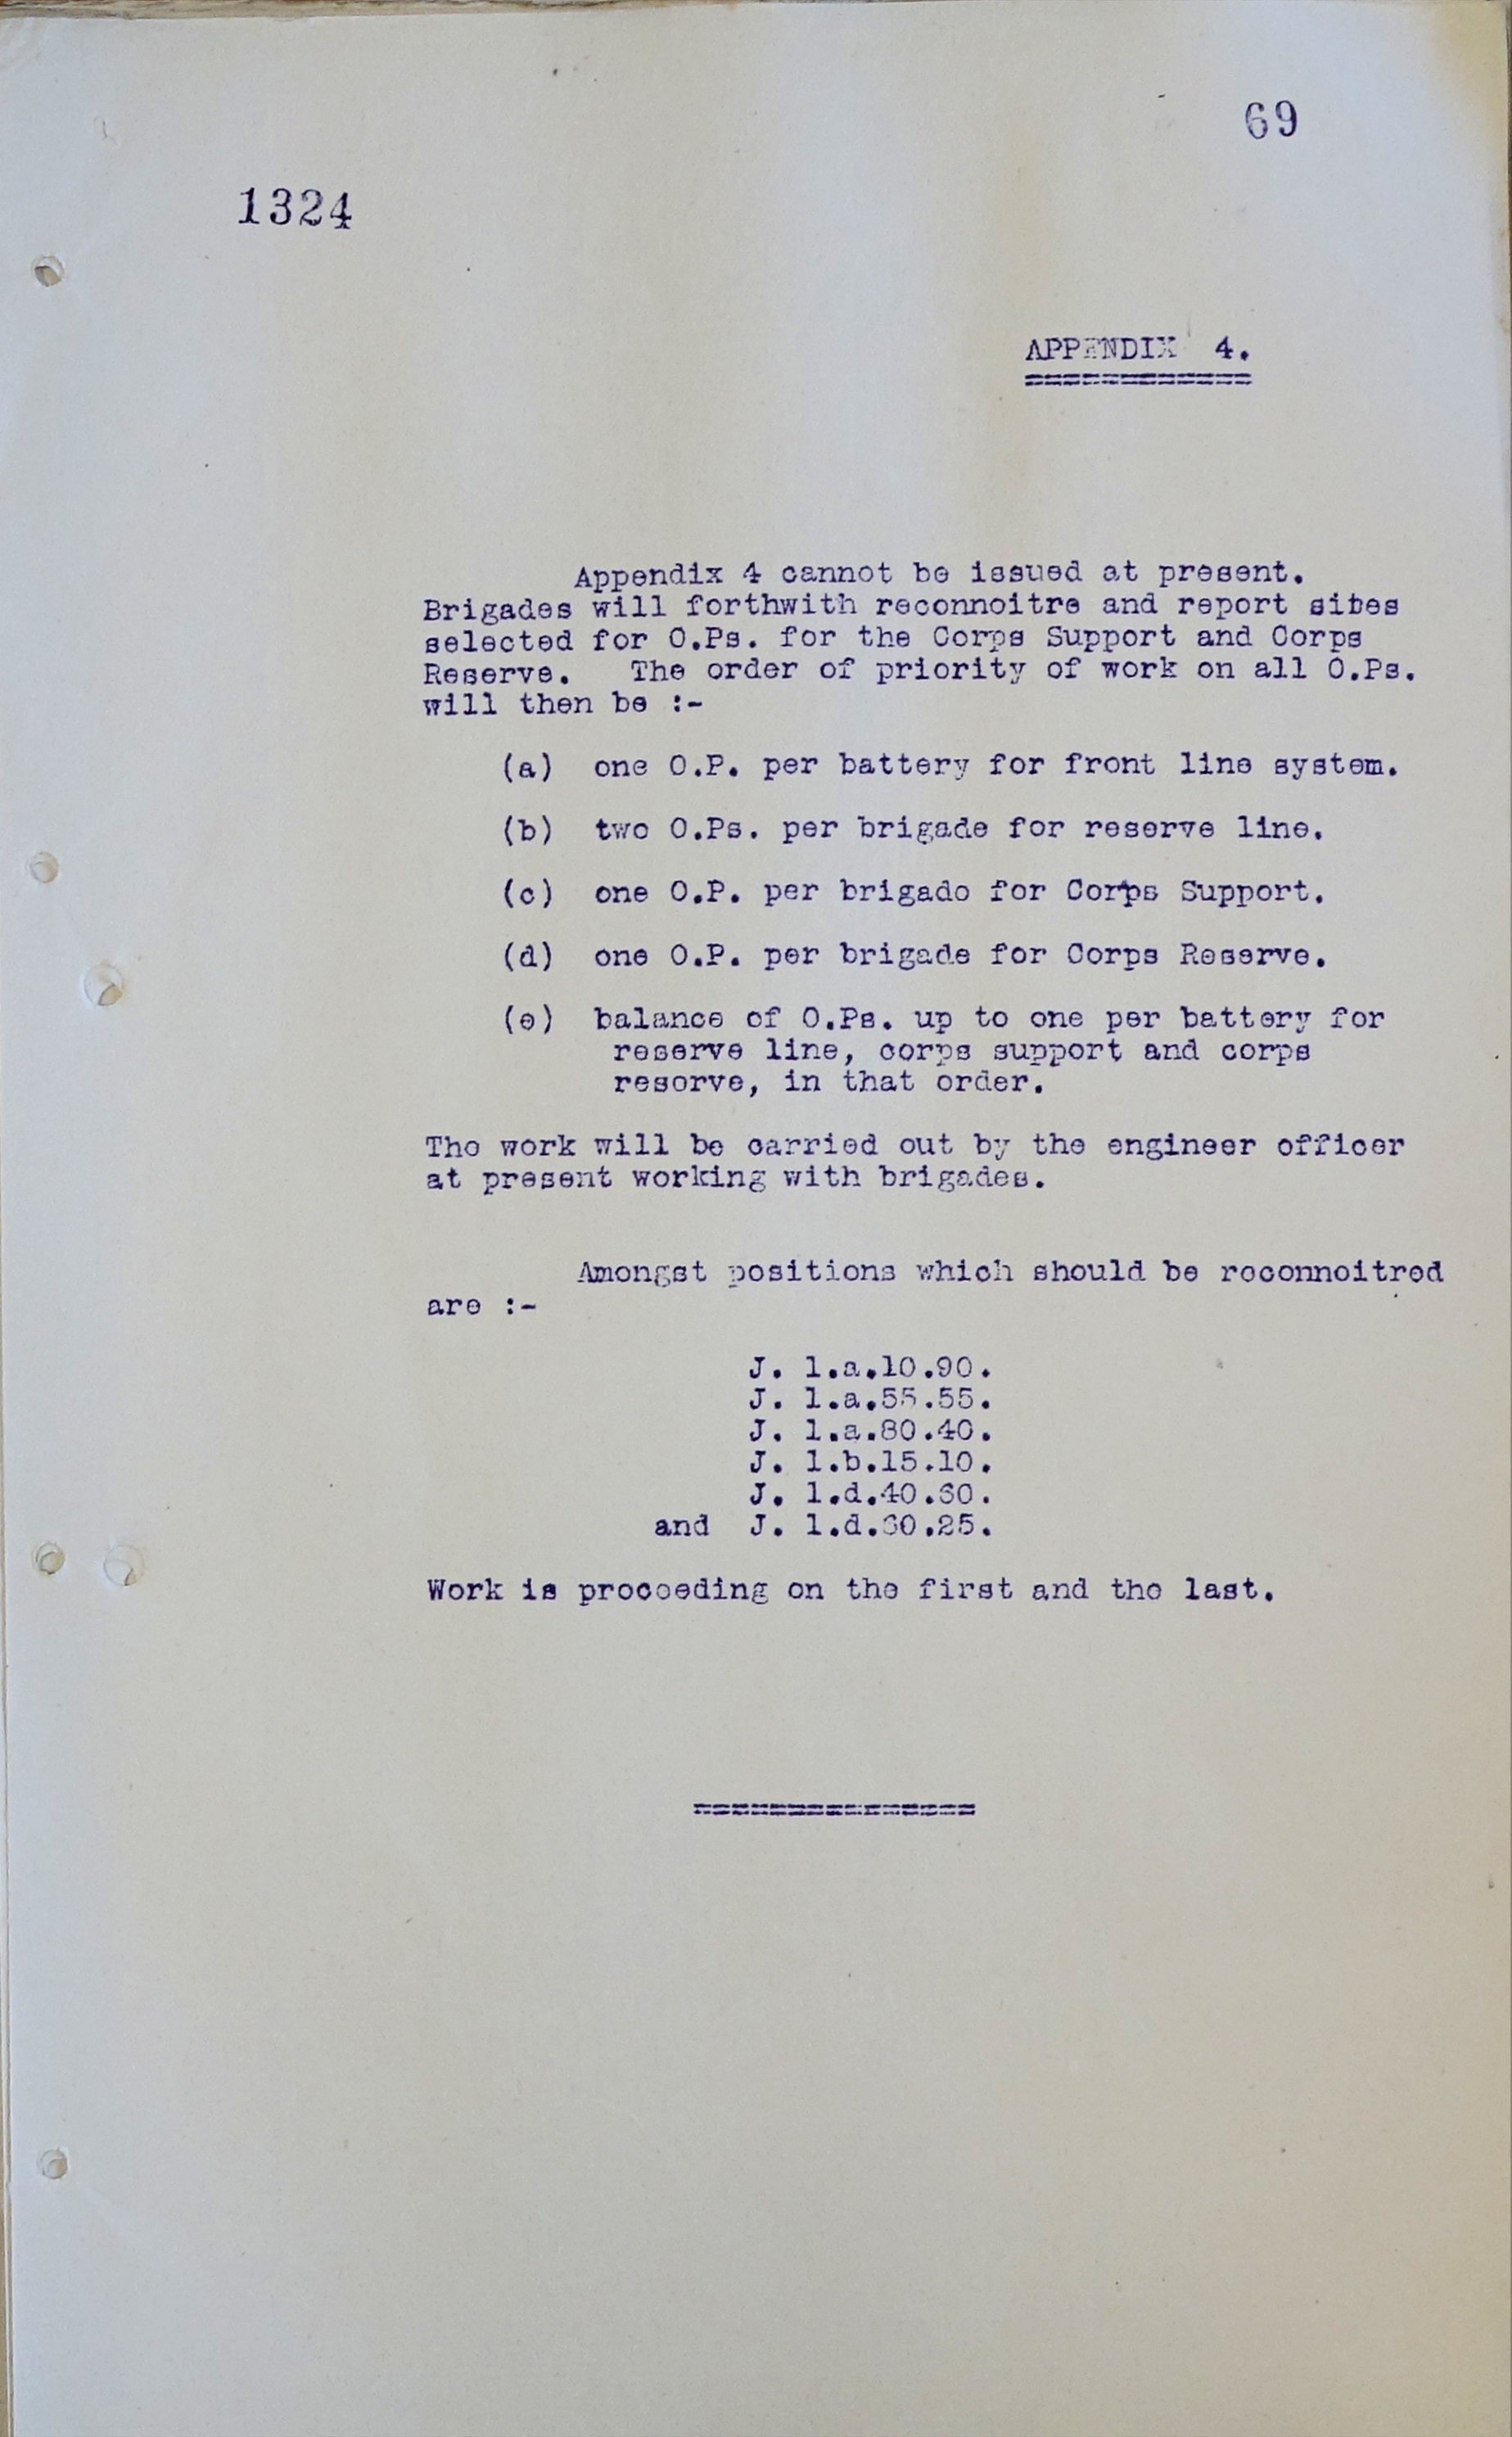 69
1324
APPENDIX 4.
Appendix 4 cannot be issued at present.
Brigades will forthwith reconnoitre and report sites
selected for O.Ps. for the Corps Support and Corps
Reserve. The order of priority of work on all O.Ps.
will then be :-
(a) one O.P. per battery for front line system.
(b) two O.Ps. per brigade for reserve line.
(c) one O.P. per brigade for Corps Support.
(d) one O.P. per brigade for Corps Reserve.
(e) balance of O.Ps. up to one per battery for
reserve line, corps support and corps
reserve, in that order.
The work will be carried out by the engineer officer
at present working with brigades.
Amongst positions which should be reconnoitred
are :-
J. 1.a.10.90.
J. 1.a.55.55.
J. 1.a.80.40.
J. 1.b.15.10.
J. 1.d.40.60.
and J. 1.d.60.25.
Work is proceeding on the first and the last.